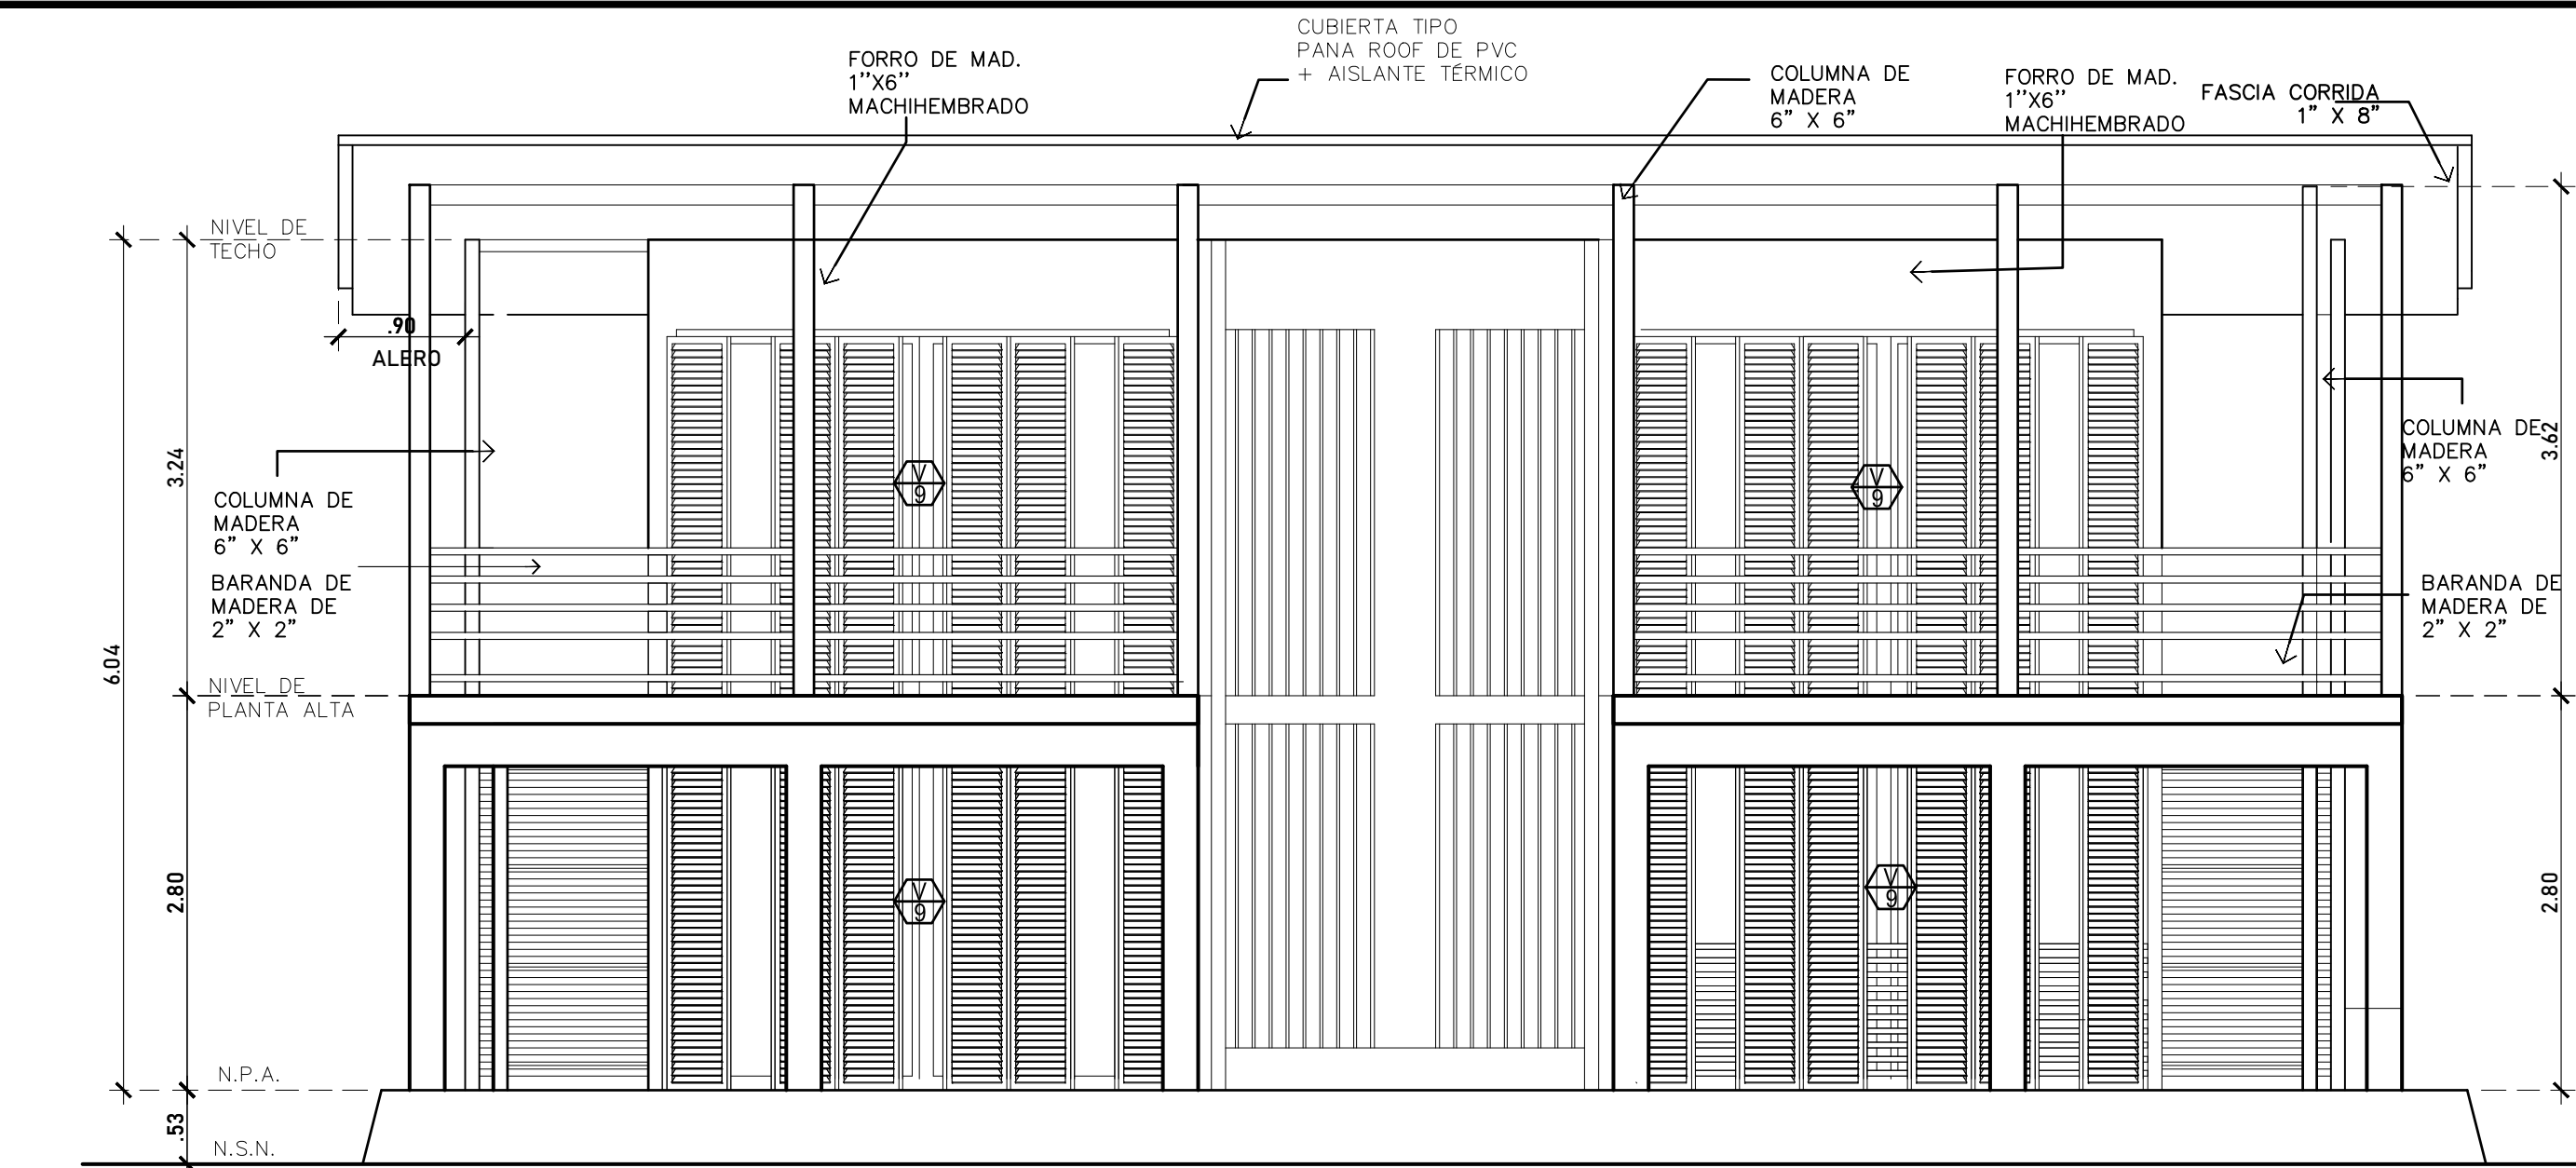 CUBIERTA TIPO
PANA ROOF DE PVC
+ AISLANTE TÉRMICO
FORRO DE MAD.
1''X6''
MACHIHEMBRADO
COLUMNA DE
MADERA
6” X 6”
FORRO DE MAD.
1''X6''
MACHIHEMBRADO
FASCIA CORRIDA
1” X 8”
NIVEL DE
TECHO
.90
ALERO
3.24
COLUMNA DE
MADERA
6” X 6”
BARANDA DE
MADERA DE
2” X 2”
6.04
NIVEL DE
PLANTA ALTA
2.80
N.P.A.
.53
N.S.N.
V
9
V
9
V
9
V
9
COLUMNA DE
MADERA
6” X 6”
3.62
BARANDA DE
MADERA DE
2” X 2”
2.80